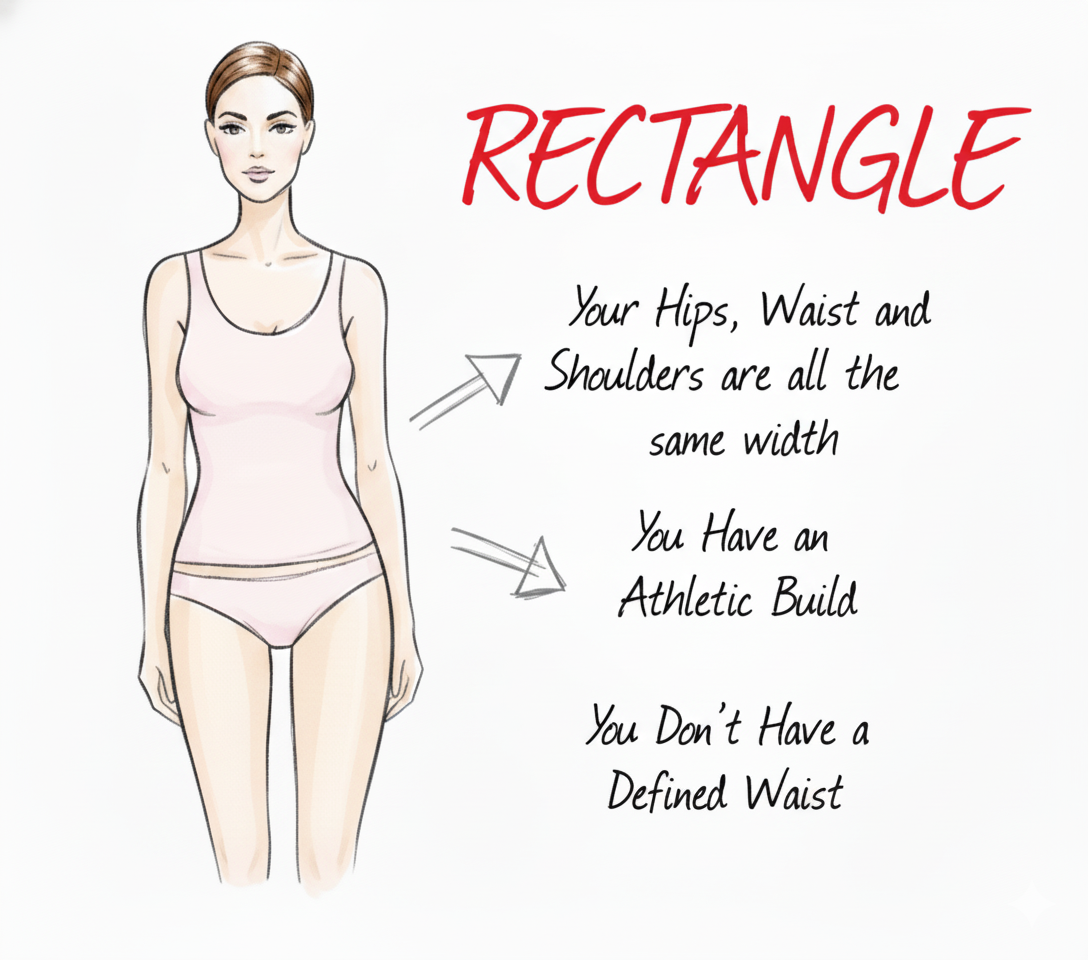 RECTANGLE
Your Hips, Waist and
Shoulders are all the
same width
You Have an
Athletic Build
You Don't Have a
Defined Waist